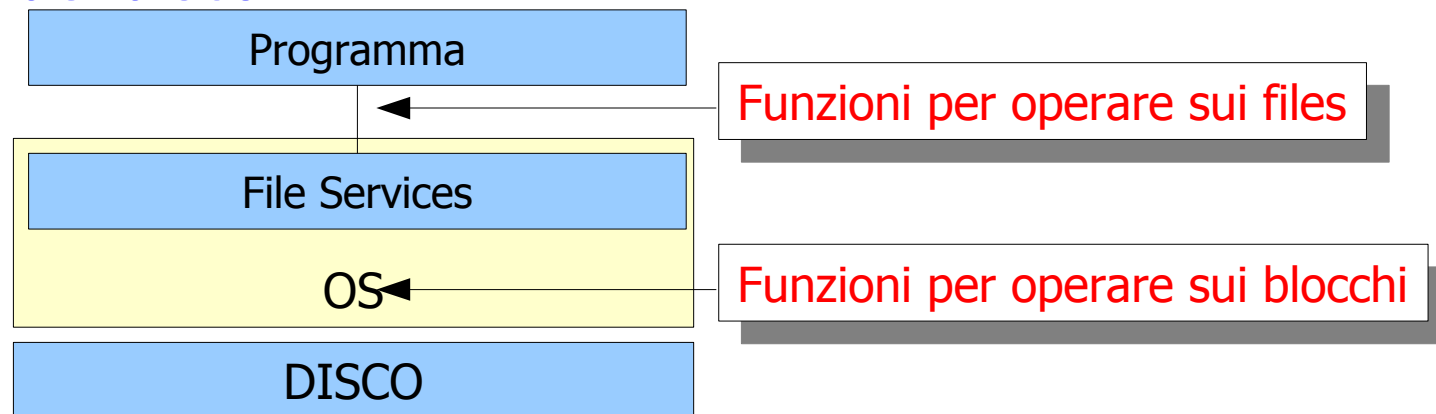 Programma
Funzioni per operare sui files
File Services
OS
Funzioni per operare sui blocchi
DISCO